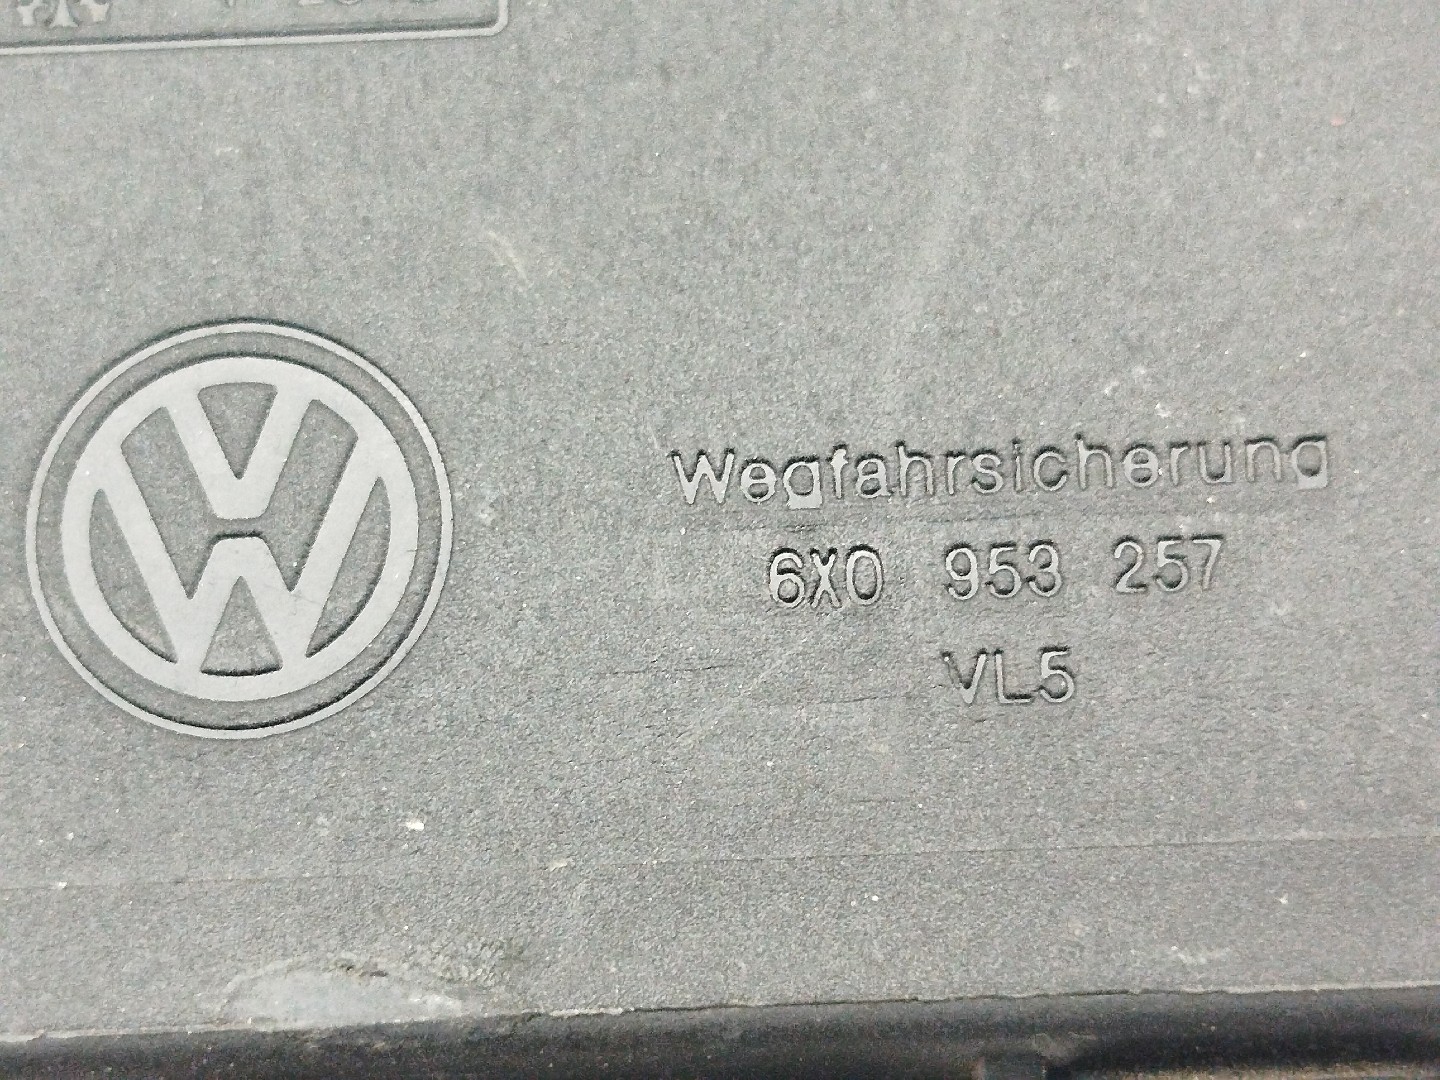 Wegfahrsicherung
6X0 953 257
VL5